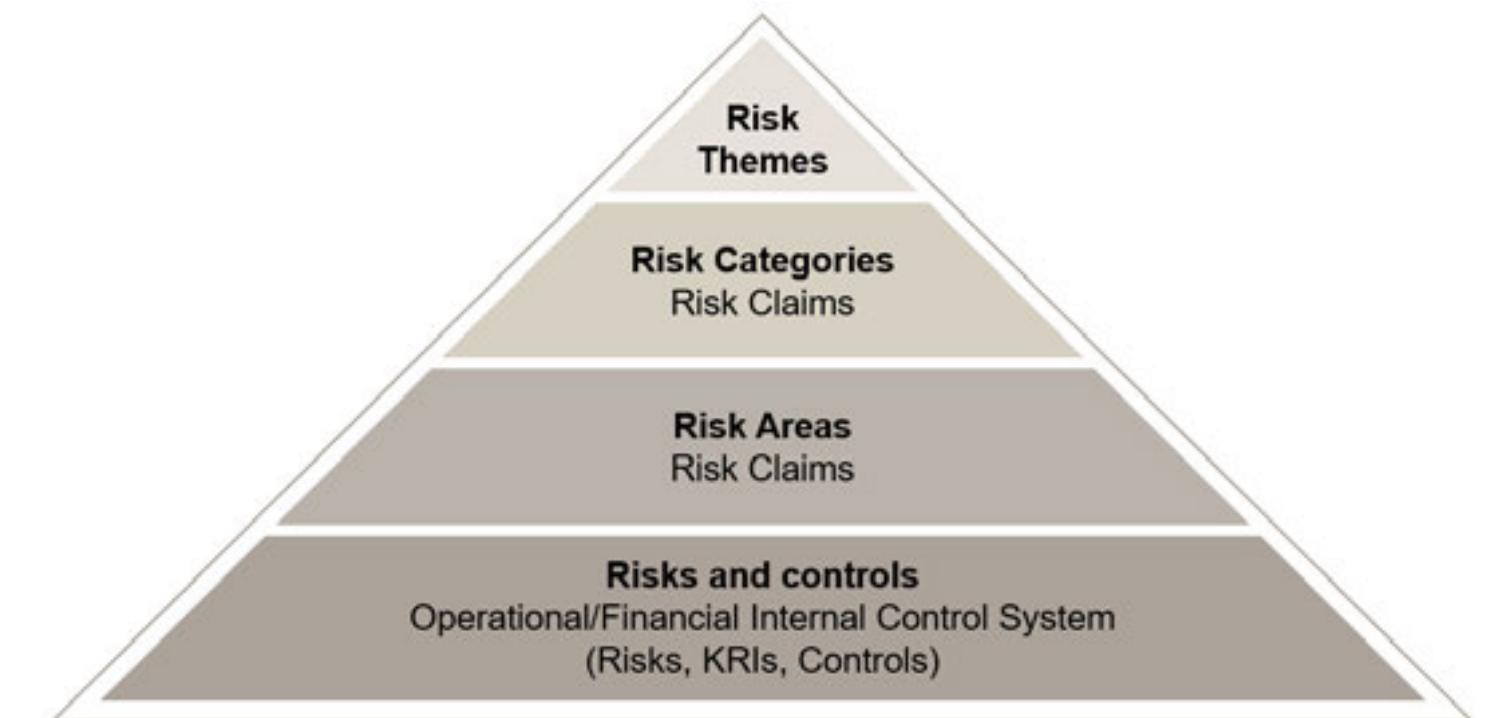 Risk
Themes
Risk Categories
Risk Claims
Risk Areas
Risk Claims
Risks and controls
Operational/Financial Internal Control System
(Risks, KRIs, Controls)